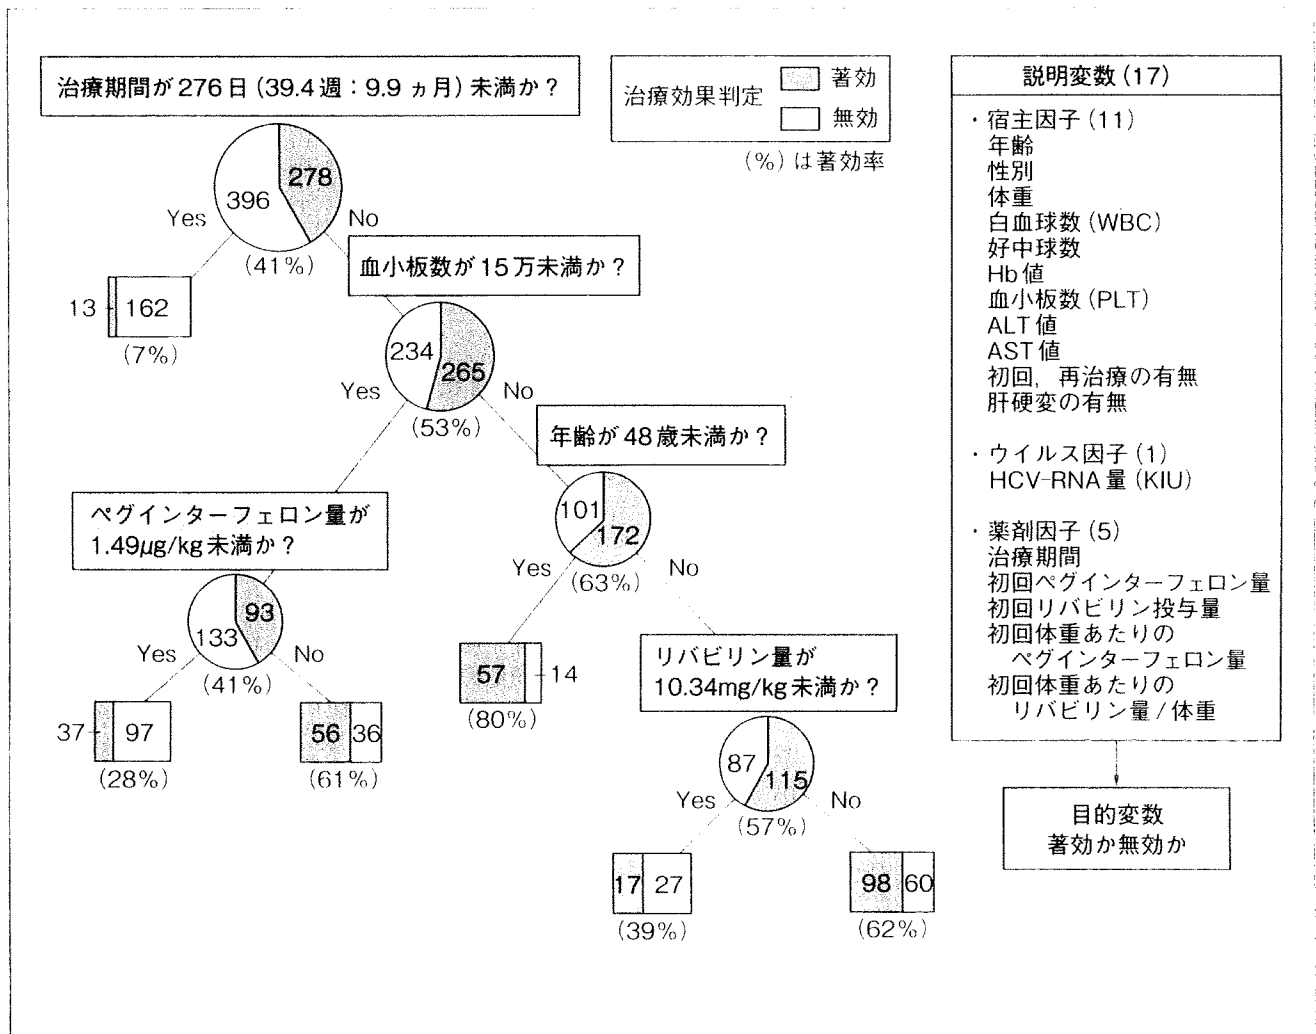 治療期間が276日（39.4週：9.9ヵ月）未満か？
治療効果判定
著効
無効
（%）は著効率
278
396
Yes
No
（41%）
13
162
（7%）
血小板数が15万未満か？
234
265
Yes
No
（53%）
年齢が48歳未満か？
101
172
Yes
No
（63%）
ペグインターフェロン量が
1.49μg/kg未満か？
93
133
Yes
No
（41%）
37
97
（28%）
56
36
（61%）
57
14
（80%）
リバビリン量が
10.34mg/kg未満か？
87
115
Yes
No
（57%）
17
27
（39%）
98
60
（62%）
説明変数（17）
・宿主因子（11）
年齢
性別
体重
白血球数（WBC）
好中球数
Hb値
血小板数（PLT）
ALT値
AST値
初回，再治療の有無
肝硬変の有無
・ウイルス因子（1）
HCV-RNA量（KIU）
・薬剤因子（5）
治療期間
初回ペグインターフェロン量
初回リバビリン投与量
初回体重あたりの
ペグインターフェロン量
初回体重あたりの
リバビリン量/体重
目的変数
著効か無効か